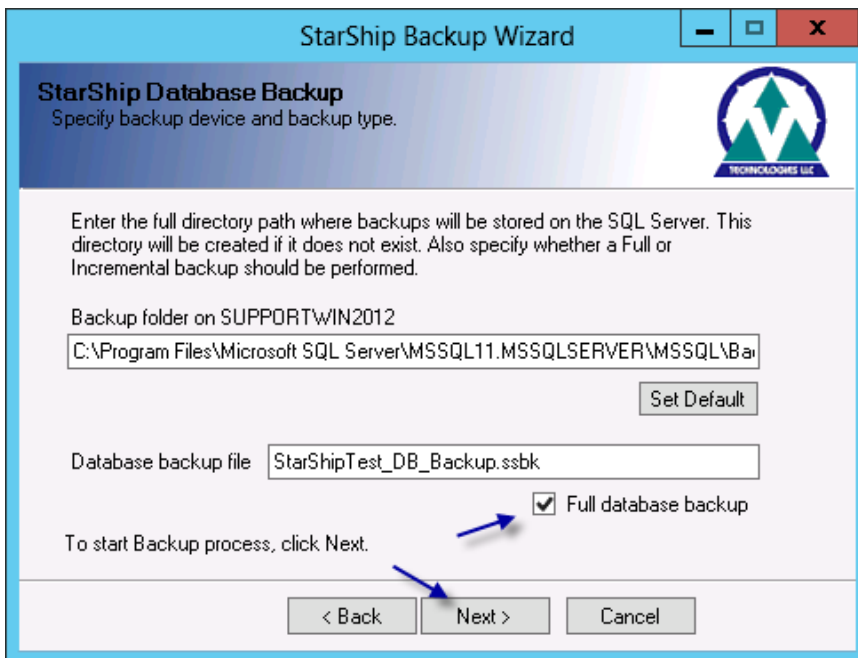 StarShip Backup Wizard
StarShip Database Backup
Specify backup device and backup type.
TECHNOLOGIES LLC
Enter the full directory path where backups will be stored on the SQL Server. This
directory will be created if it does not exist. Also specify whether a Full or
Incremental backup should be performed.
Backup folder on SUPPORTWIN2012
C:\Program Files\Microsoft SQL Server\MSSQL11.MSSQLSERVER\MSSQL\Ba
Set Default
Database backup file StarShipTest_DB_Backup.ssbk
Full database backup
To start Backup process, click Next.
< Back Next > Cancel